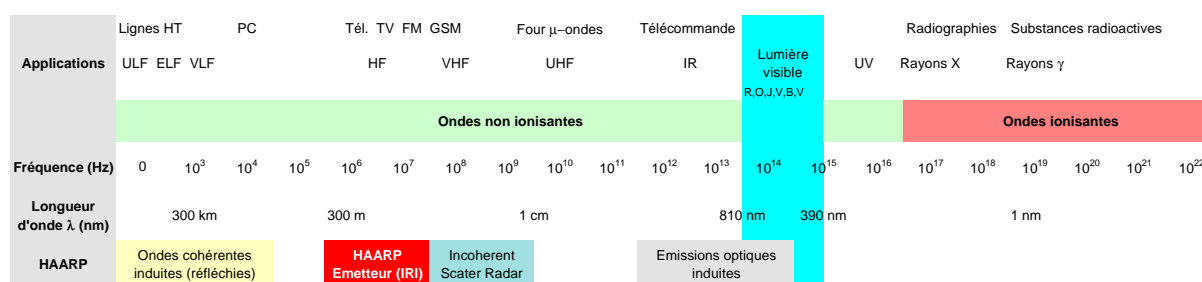 Lignes HT PC Tél. TV FM GSM Four μ−ondes Télécommande Radiographies Substances radioactives
Applications ULF ELF VLF HF VHF UHF IR Lumière visible UV Rayons X Rayons γ
R,O,J,V,B,V
Ondes non ionisantes Ondes ionisantes
Fréquence (Hz) 0 10³ 10⁴ 10⁵ 10⁶ 10⁷ 10⁸ 10⁹ 10¹⁰ 10¹¹ 10¹² 10¹³ 10¹⁴ 10¹⁵ 10¹⁶ 10¹⁷ 10¹⁸ 10¹⁹ 10²⁰ 10²¹ 10²²
Longueur
d'onde λ (nm) 300 km 300 m 1 cm 810 nm 390 nm 1 nm
HAARP
Ondes cohérentes
induites (réfléchies)
HAARP
Emetteur (IRI)
Incoherent
Scater Radar
Emissions optiques
induites